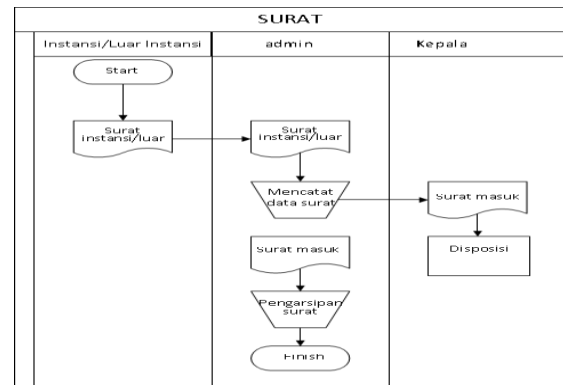 SURAT
Instansi/Luar Instansi
admin
Kepala
Start
Surat
instansi/luar
Surat
instansi/luar
Mencatat
data surat
Surat masuk
Surat masuk
Disposisi
Pengarsipan
surat
Finish